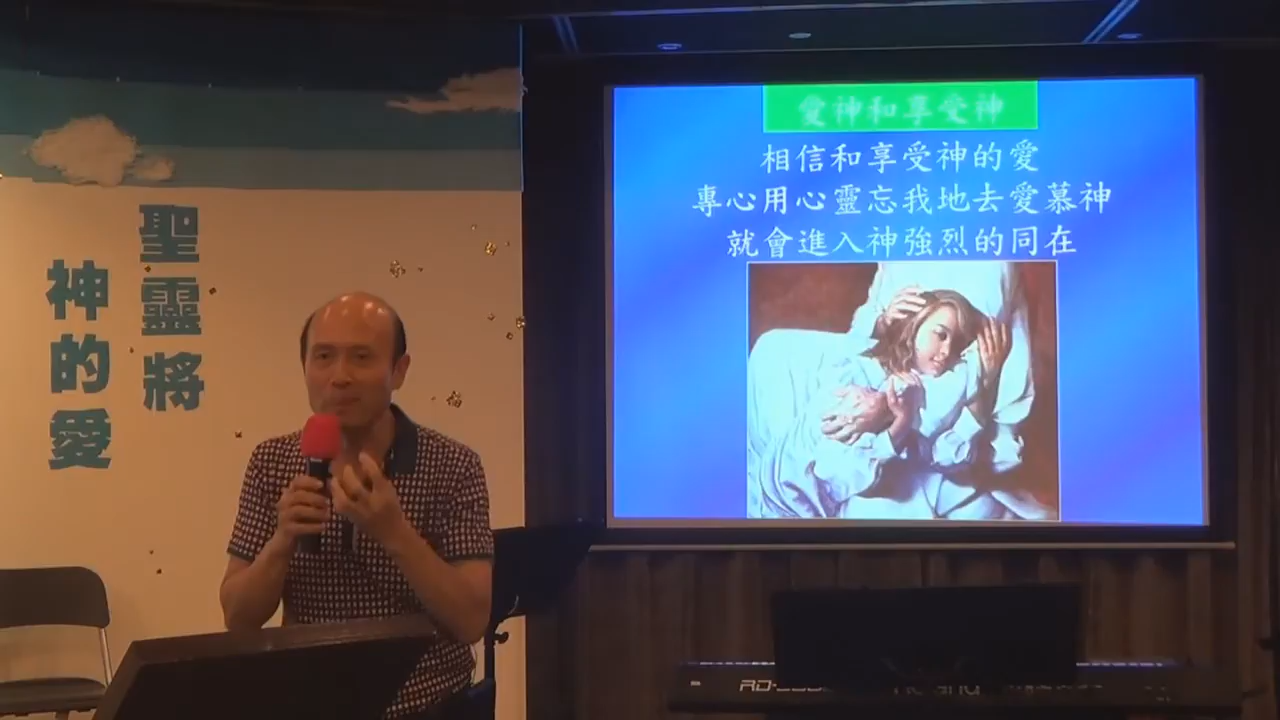 聖靈將
神的愛
愛神和享受神
相信和享受神的愛
專心用心靈忘我地去愛慕神
就會進入神強烈的同在
RD-